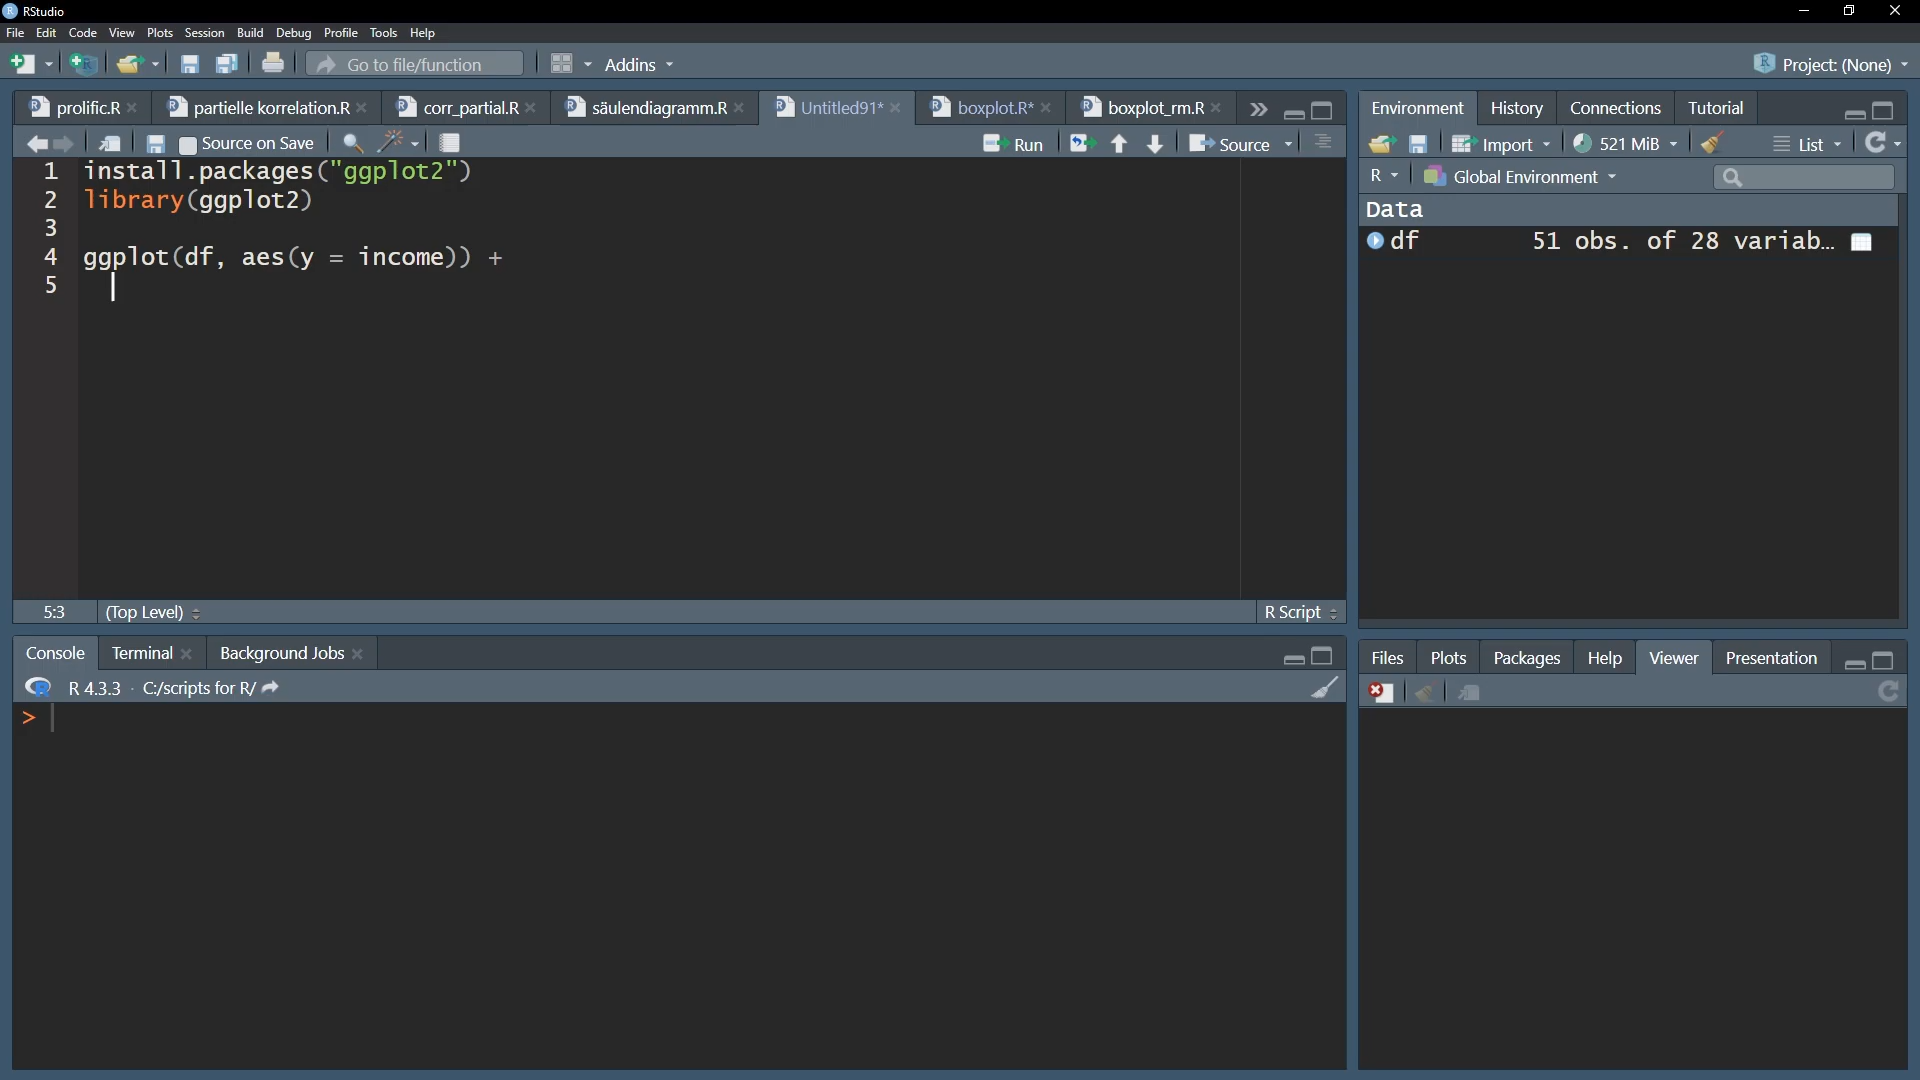 RStudio
File Edit Code View Plots Session Build Debug Profile Tools Help
Go to file/function Addins Project: (None)
prolific.R partielle korrelation.R corr_partial.R säulendiagramm.R Untitled91* boxplot.R* boxplot_rm.R
Source on Save Run Source
1 install.packages("ggplot2")
2 library(ggplot2)
3
4 ggplot(df, aes(y = income)) +
5
5:3 (Top Level) R Script
Console Terminal Background Jobs
R 4.3.3 · C:/scripts for R/
>
Environment History Connections Tutorial
Import 521 MiB List
R Global Environment
Data
df 51 obs. of 28 variab…
Files Plots Packages Help Viewer Presentation